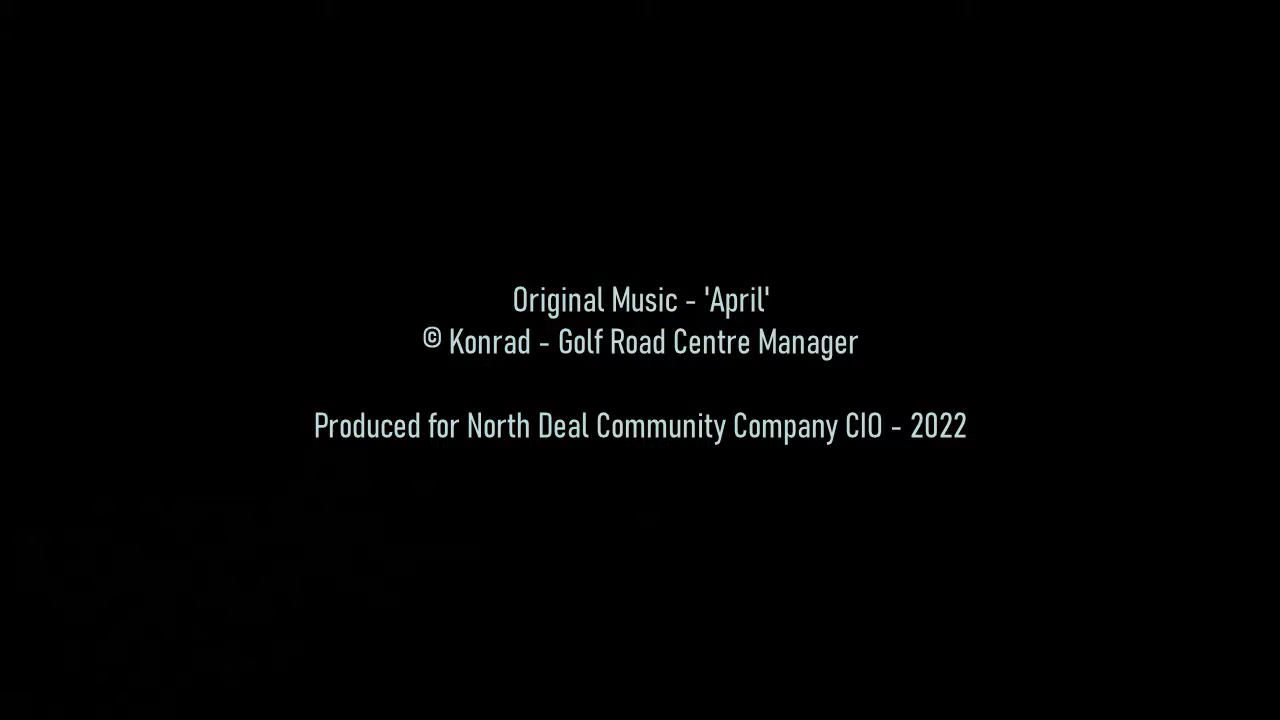 Original Music - 'April'
© Konrad - Golf Road Centre Manager
Produced for North Deal Community Company CIO - 2022